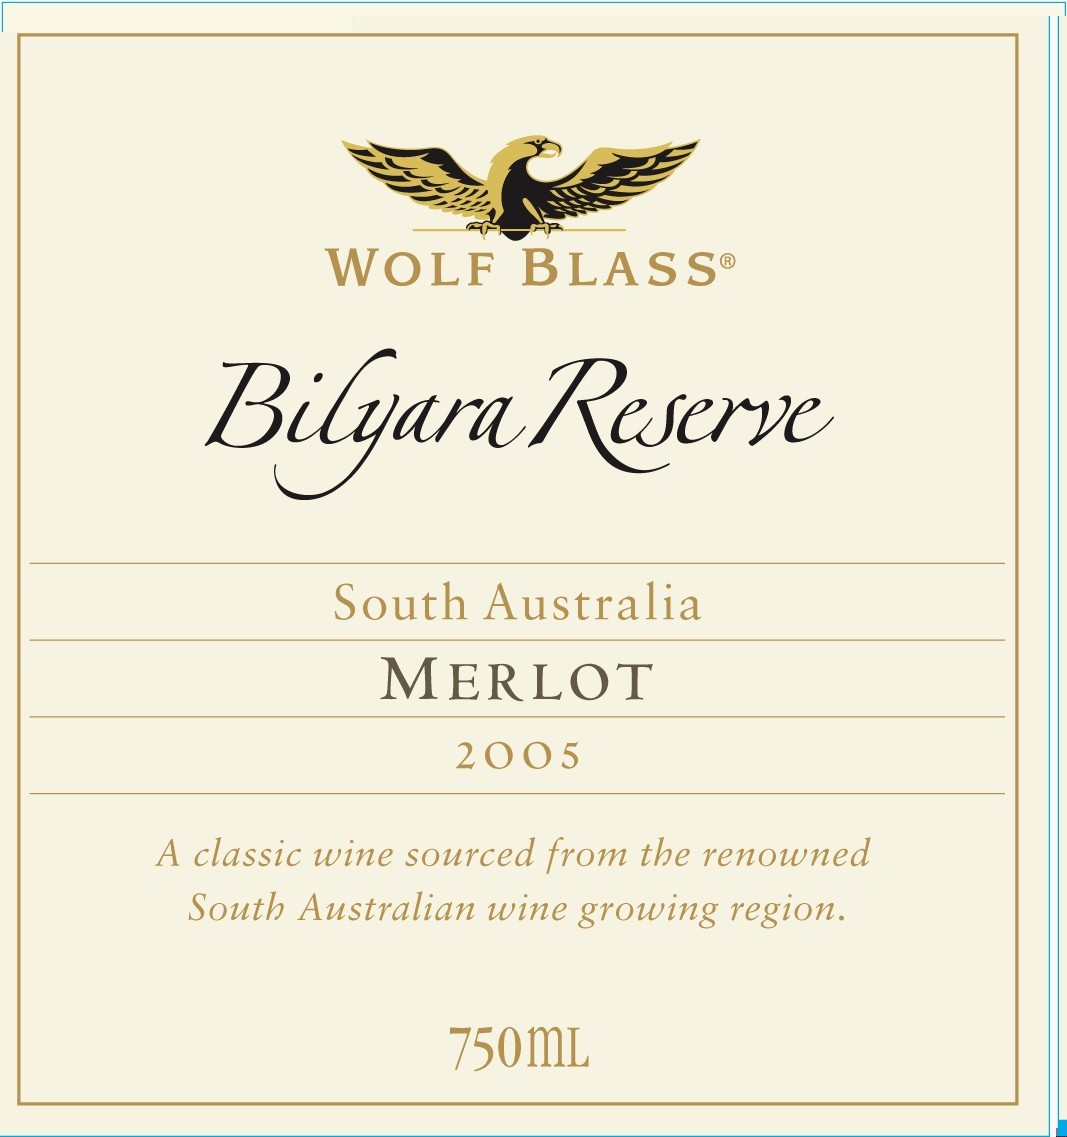 WOLF BLASS®
Bilyara Reserve
South Australia
MERLOT
2005
A classic wine sourced from the renowned
South Australian wine growing region.
750ML